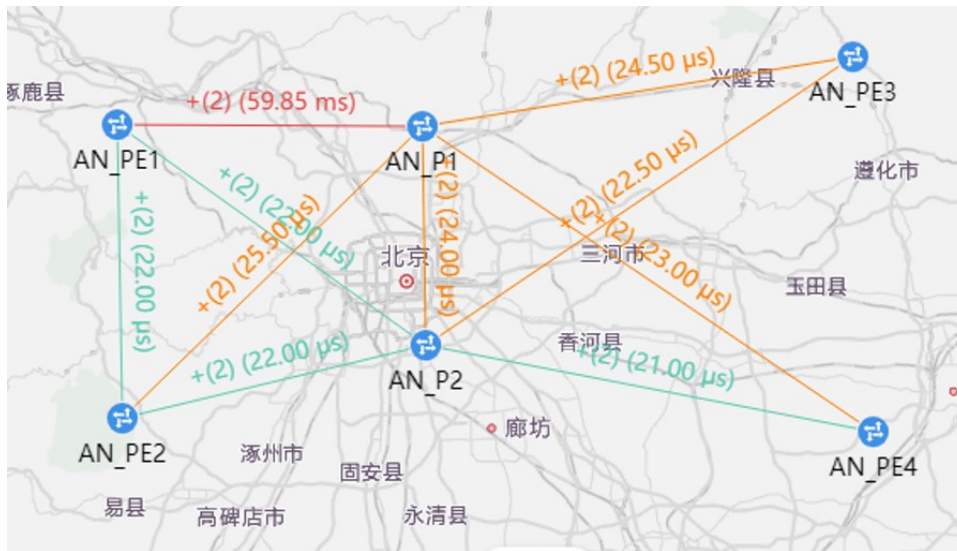 +(2) (24.50 µs)
AN_PE3
兴隆县
涿鹿县
+(2) (59.85 ms)
AN_PE1
AN_P1
遵化市
+(2) (22.00 µs)
+(2) (22.00 µs)
+(2) (25.50 µs)
+(2) (24.00 µs)
+(2) (22.50 µs)
+(2) (23.00 µs)
北京
三河市
玉田县
香河县
+(2) (22.00 µs)
+(2) (21.00 µs)
AN_P2
AN_PE2
廊坊
AN_PE4
涿州市
固安县
易县
高碑店市
永清县